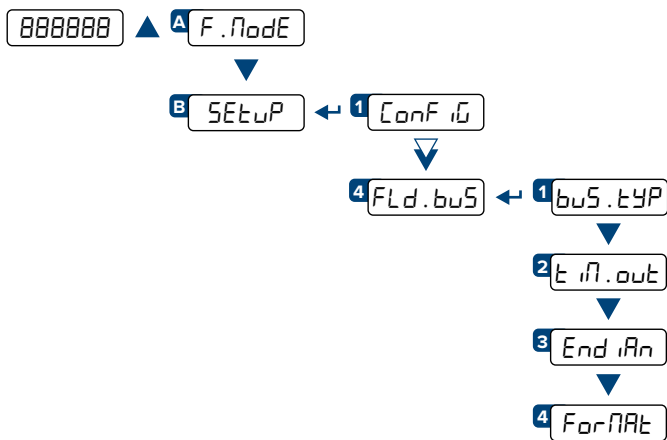 888888 A F.ModE
B SEtuP 1 ConFiG
4 FLd.buS 1 buS.tYP
2 tiM.out
3 EndiAn
4 ForMAt